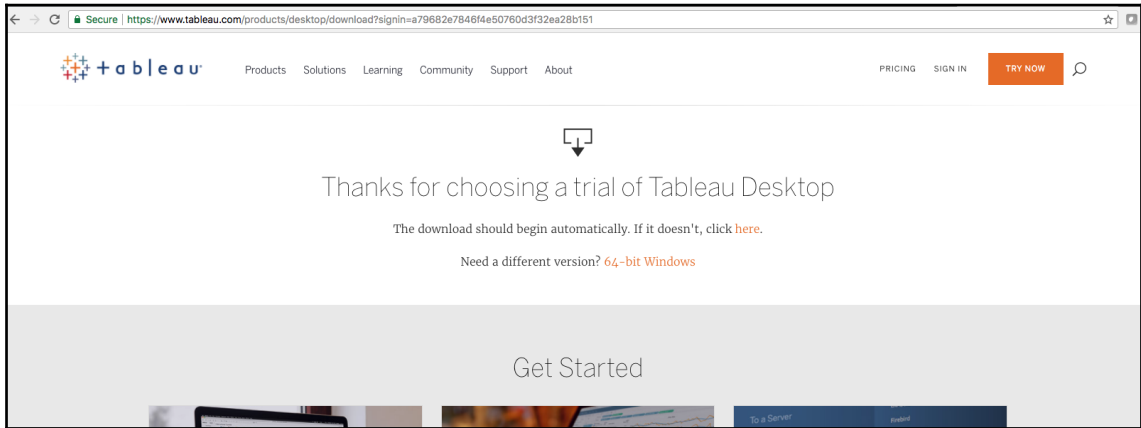 Secure | https://www.tableau.com/products/desktop/download?signin=a79682e7846f4e50760d3f32ea28b151
+ a b | e a u
Products Solutions Learning Community Support About
PRICING SIGN IN TRY NOW
Thanks for choosing a trial of Tableau Desktop
The download should begin automatically. If it doesn't, click here.
Need a different version? 64-bit Windows
Get Started
To a Server
Firebird